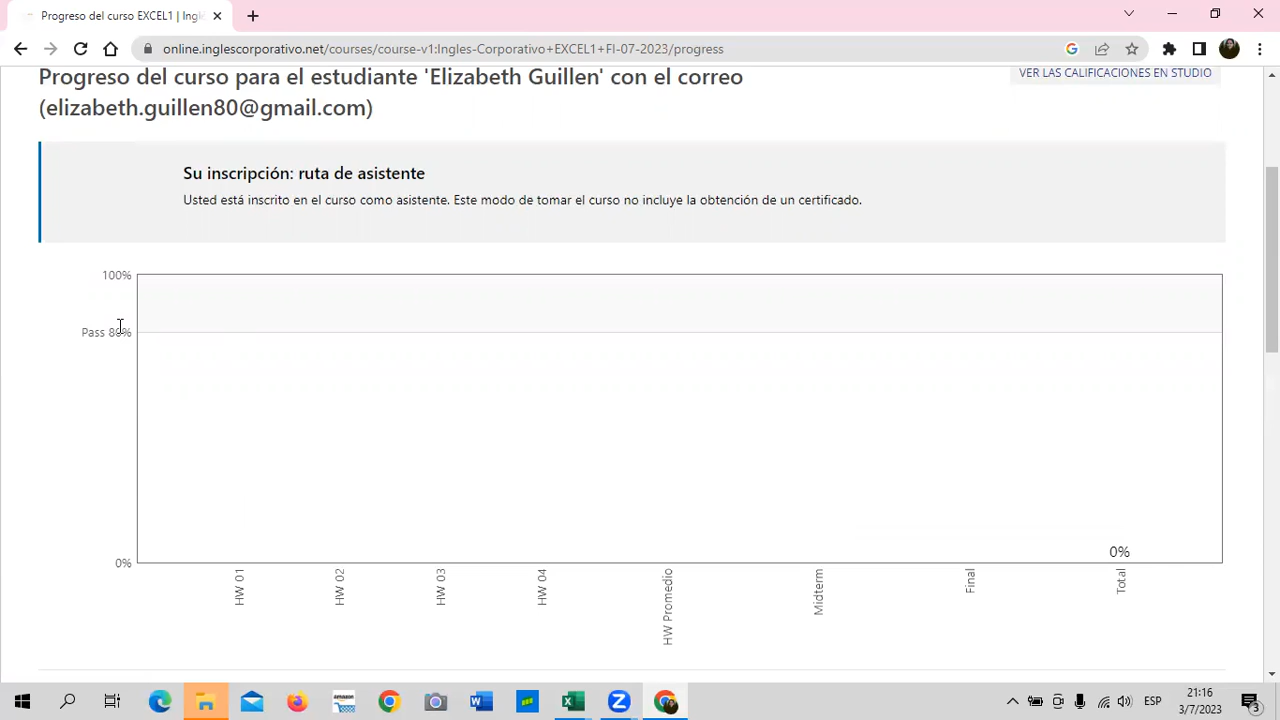 Progreso del curso EXCEL1 | Ingl
online.inglescorporativo.net/courses/course-v1:Ingles-Corporativo+EXCEL1+FI-07-2023/progress
Progreso del curso para el estudiante 'Elizabeth Guillen' con el correo
(elizabeth.guillen80@gmail.com)
VER LAS CALIFICACIONES EN STUDIO
Su inscripción: ruta de asistente
Usted está inscrito en el curso como asistente. Este modo de tomar el curso no incluye la obtención de un certificado.
100%
Pass 80%
0%
0%
HW 01
HW 02
HW 03
HW 04
HW Promedio
Midterm
Final
Total
amazon
ESP
21:16
3/7/2023
3